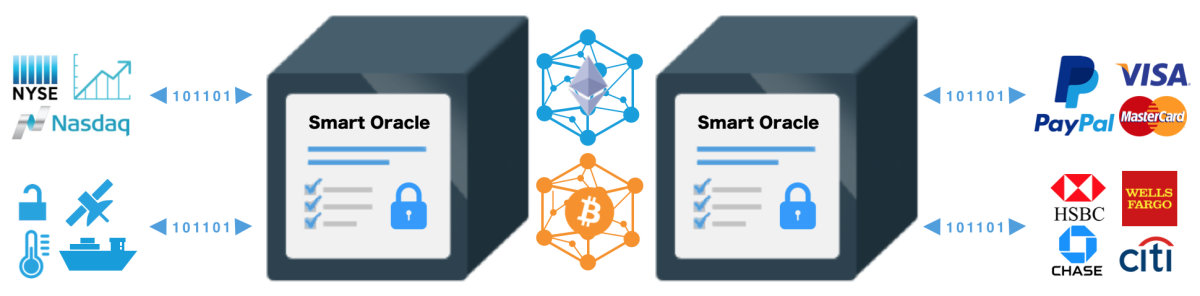 NYSE
Nasdaq
101101
101101
Smart Oracle
Smart Oracle
101101
101101
PayPal
VISA
MasterCard
HSBC
WELLS
FARGO
CHASE
citi